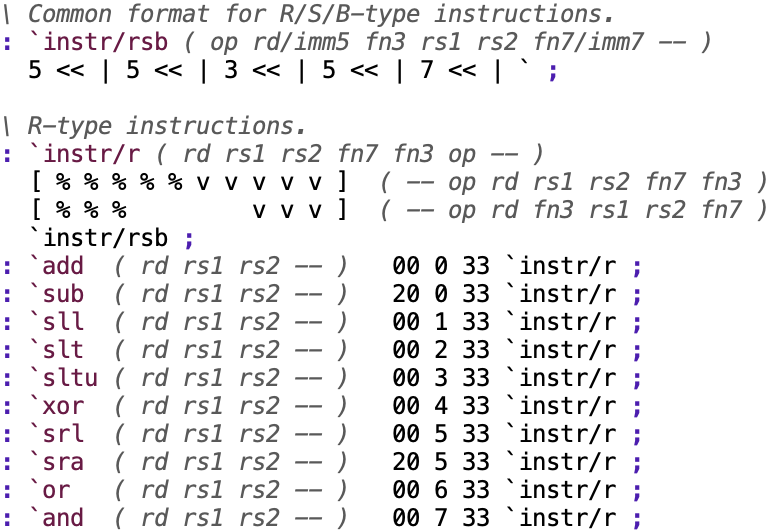 \ Common format for R/S/B-type instructions.
: `instr/rsb ( op rd/imm5 fn3 rs1 rs2 fn7/imm7 -- )
  5 << | 5 << | 3 << | 5 << | 7 << | ` ;

\ R-type instructions.
: `instr/r ( rd rs1 rs2 fn7 fn3 op -- )
  [ % % % % % v v v v v ]  ( -- op rd rs1 rs2 fn7 fn3 )
  [ % % %         v v v ]  ( -- op rd fn3 rs1 rs2 fn7 )
  `instr/rsb ;
: `add  ( rd rs1 rs2 -- )   00 0 33 `instr/r ;
: `sub  ( rd rs1 rs2 -- )   20 0 33 `instr/r ;
: `sll  ( rd rs1 rs2 -- )   00 1 33 `instr/r ;
: `slt  ( rd rs1 rs2 -- )   00 2 33 `instr/r ;
: `sltu ( rd rs1 rs2 -- )   00 3 33 `instr/r ;
: `xor  ( rd rs1 rs2 -- )   00 4 33 `instr/r ;
: `srl  ( rd rs1 rs2 -- )   00 5 33 `instr/r ;
: `sra  ( rd rs1 rs2 -- )   20 5 33 `instr/r ;
: `or   ( rd rs1 rs2 -- )   00 6 33 `instr/r ;
: `and  ( rd rs1 rs2 -- )   00 7 33 `instr/r ;